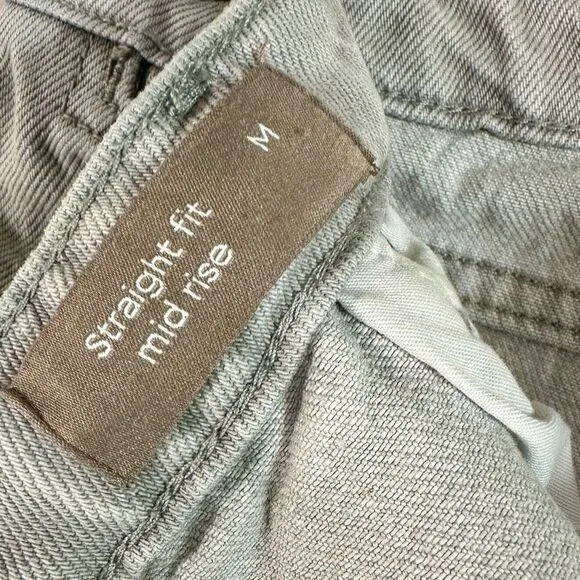 M
Straight fit
mid rise